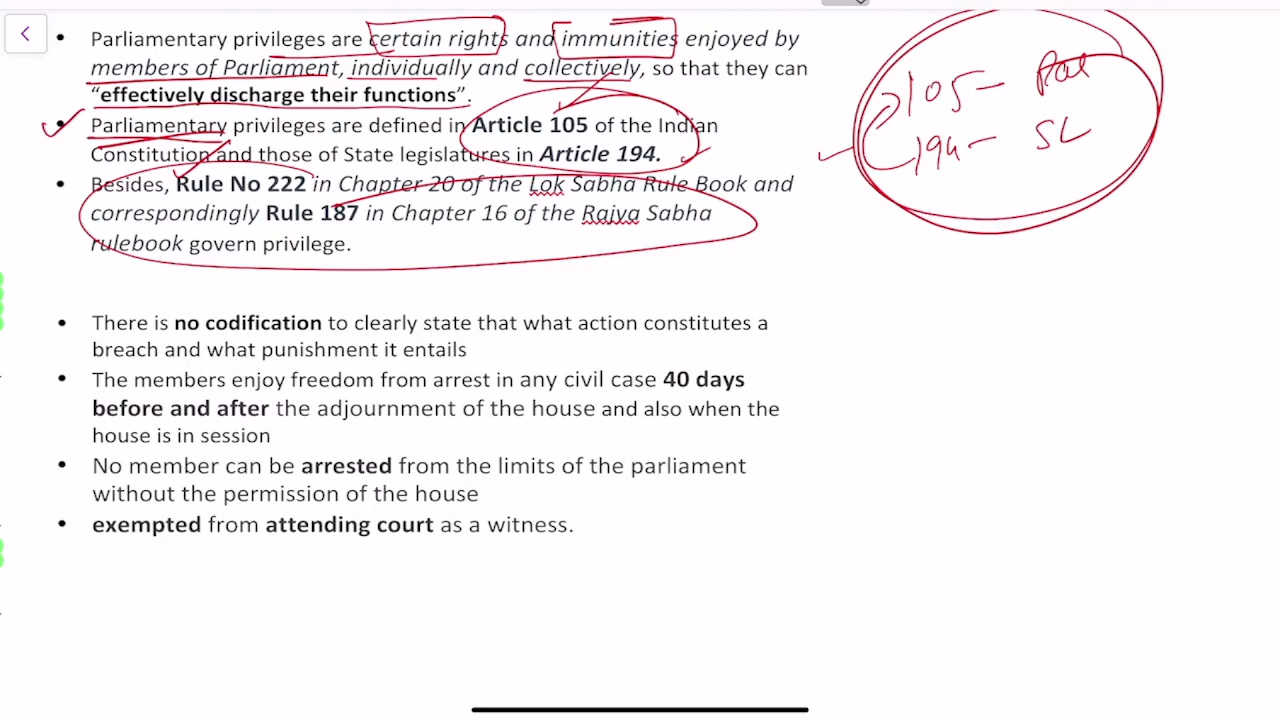 • Parliamentary privileges are certain rights and immunities enjoyed by
members of Parliament, individually and collectively, so that they can
“effectively discharge their functions”.
• Parliamentary privileges are defined in Article 105 of the Indian
Constitution and those of State legislatures in Article 194.
• Besides, Rule No 222 in Chapter 20 of the Lok Sabha Rule Book and
correspondingly Rule 187 in Chapter 16 of the Rajya Sabha
rulebook govern privilege.
• There is no codification to clearly state that what action constitutes a
breach and what punishment it entails
• The members enjoy freedom from arrest in any civil case 40 days
before and after the adjournment of the house and also when the
house is in session
• No member can be arrested from the limits of the parliament
without the permission of the house
• exempted from attending court as a witness.
105 -
194 - SL